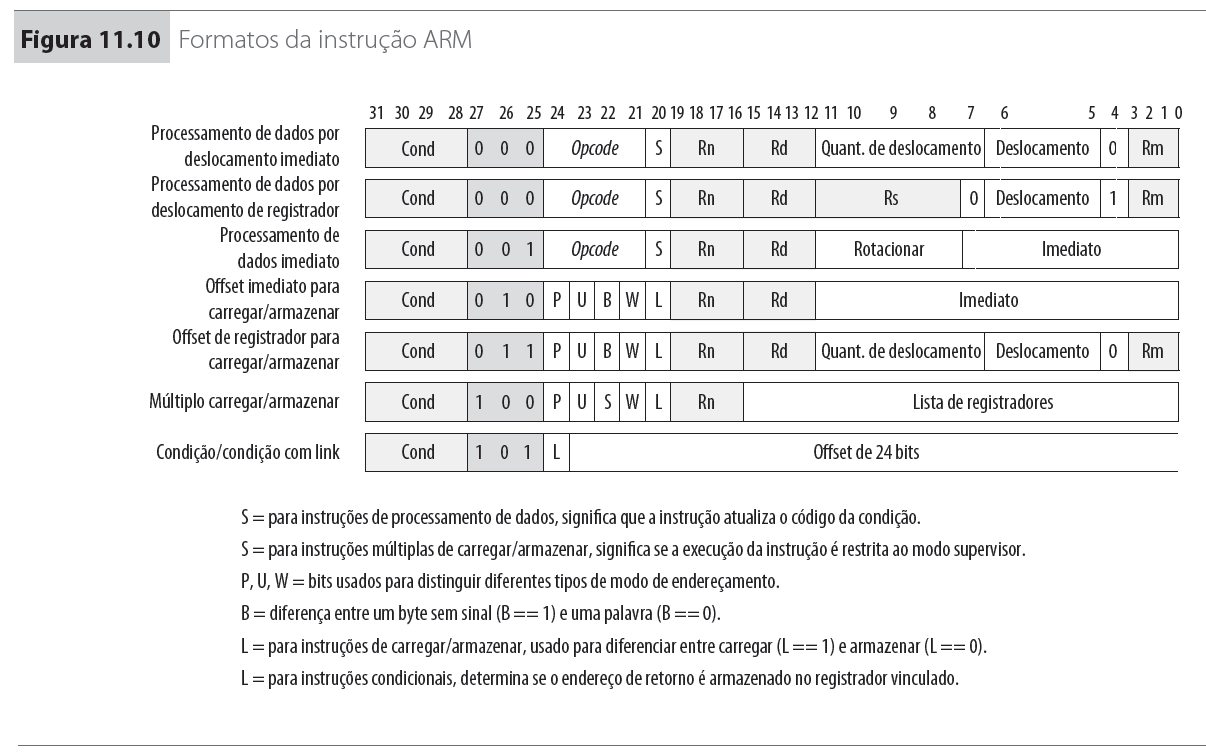 Figura 11.10 Formatos da instrução ARM
31 30 29 28 27 26 25 24 23 22 21 20 19 18 17 16 15 14 13 12 11 10 9 8 7 6 5 4 3 2 1 0
Processamento de dados por
deslocamento imediato
Cond 0 0 0 Opcode S Rn Rd Quant. de deslocamento Deslocamento 0 Rm
Processamento de dados por
deslocamento de registrador
Cond 0 0 0 Opcode S Rn Rd Rs 0 Deslocamento 1 Rm
Processamento de
dados imediato
Cond 0 0 1 Opcode S Rn Rd Rotacionar Imediato
Offset imediato para
carregar/armazenar
Cond 0 1 0 P U B W L Rn Rd Imediato
Offset de registrador para
carregar/armazenar
Cond 0 1 1 P U B W L Rn Rd Quant. de deslocamento Deslocamento 0 Rm
Múltiplo carregar/armazenar
Cond 1 0 0 P U S W L Rn Lista de registradores
Condição/condição com link
Cond 1 0 1 L Offset de 24 bits
S = para instruções de processamento de dados, significa que a instrução atualiza o código da condição.
S = para instruções múltiplas de carregar/armazenar, significa se a execução da instrução é restrita ao modo supervisor.
P, U, W = bits usados para distinguir diferentes tipos de modo de endereçamento.
B = diferença entre um byte sem sinal (B == 1) e uma palavra (B == 0).
L = para instruções de carregar/armazenar, usado para diferenciar entre carregar (L == 1) e armazenar (L == 0).
L = para instruções condicionais, determina se o endereço de retorno é armazenado no registrador vinculado.